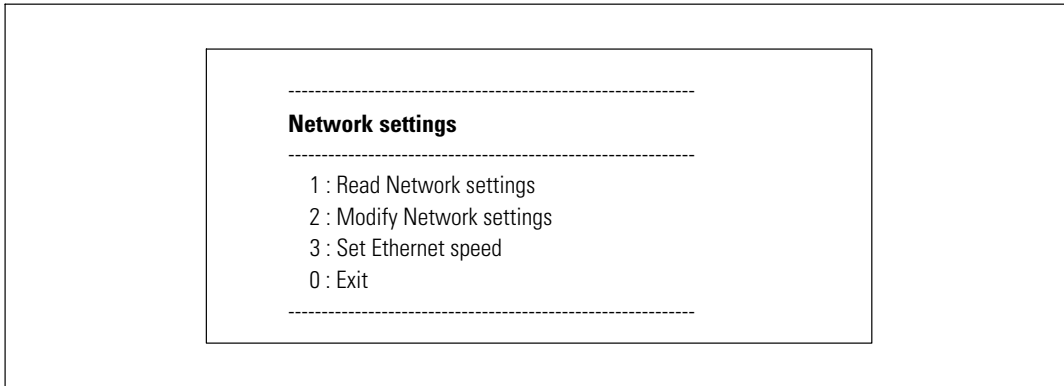 -------------------------------------------------------------
Network settings
-------------------------------------------------------------
1 : Read Network settings
2 : Modify Network settings
3 : Set Ethernet speed
0 : Exit
-------------------------------------------------------------